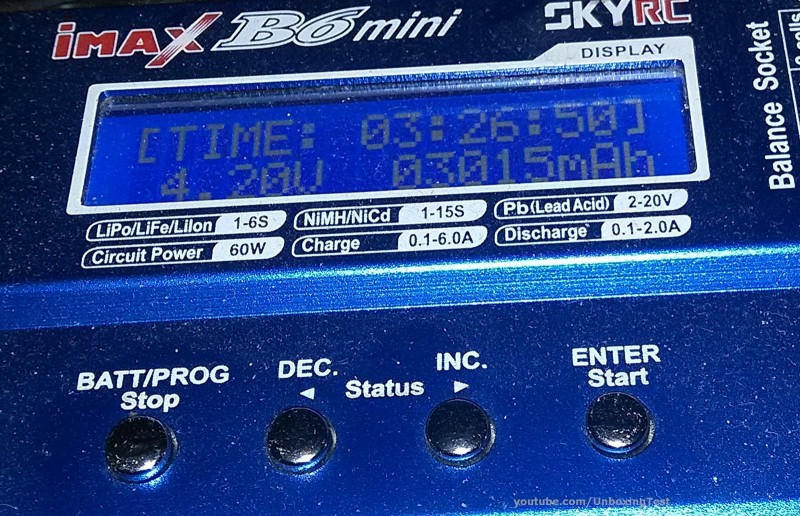 iMAX B6mini SKYRC
DISPLAY
[TIME: 03:26:50]
4.20V 03015mAh
LiPo/LiFe/LiIon 1-6S NiMH/NiCd 1-15S Pb(Lead Acid) 2-20V
Circuit Power 60W Charge 0.1-6.0A Discharge 0.1-2.0A
Balance Socket
BATT/PROG DEC. INC. ENTER
Stop ◄ Status ► Start
youtube.com/UnboxingTest